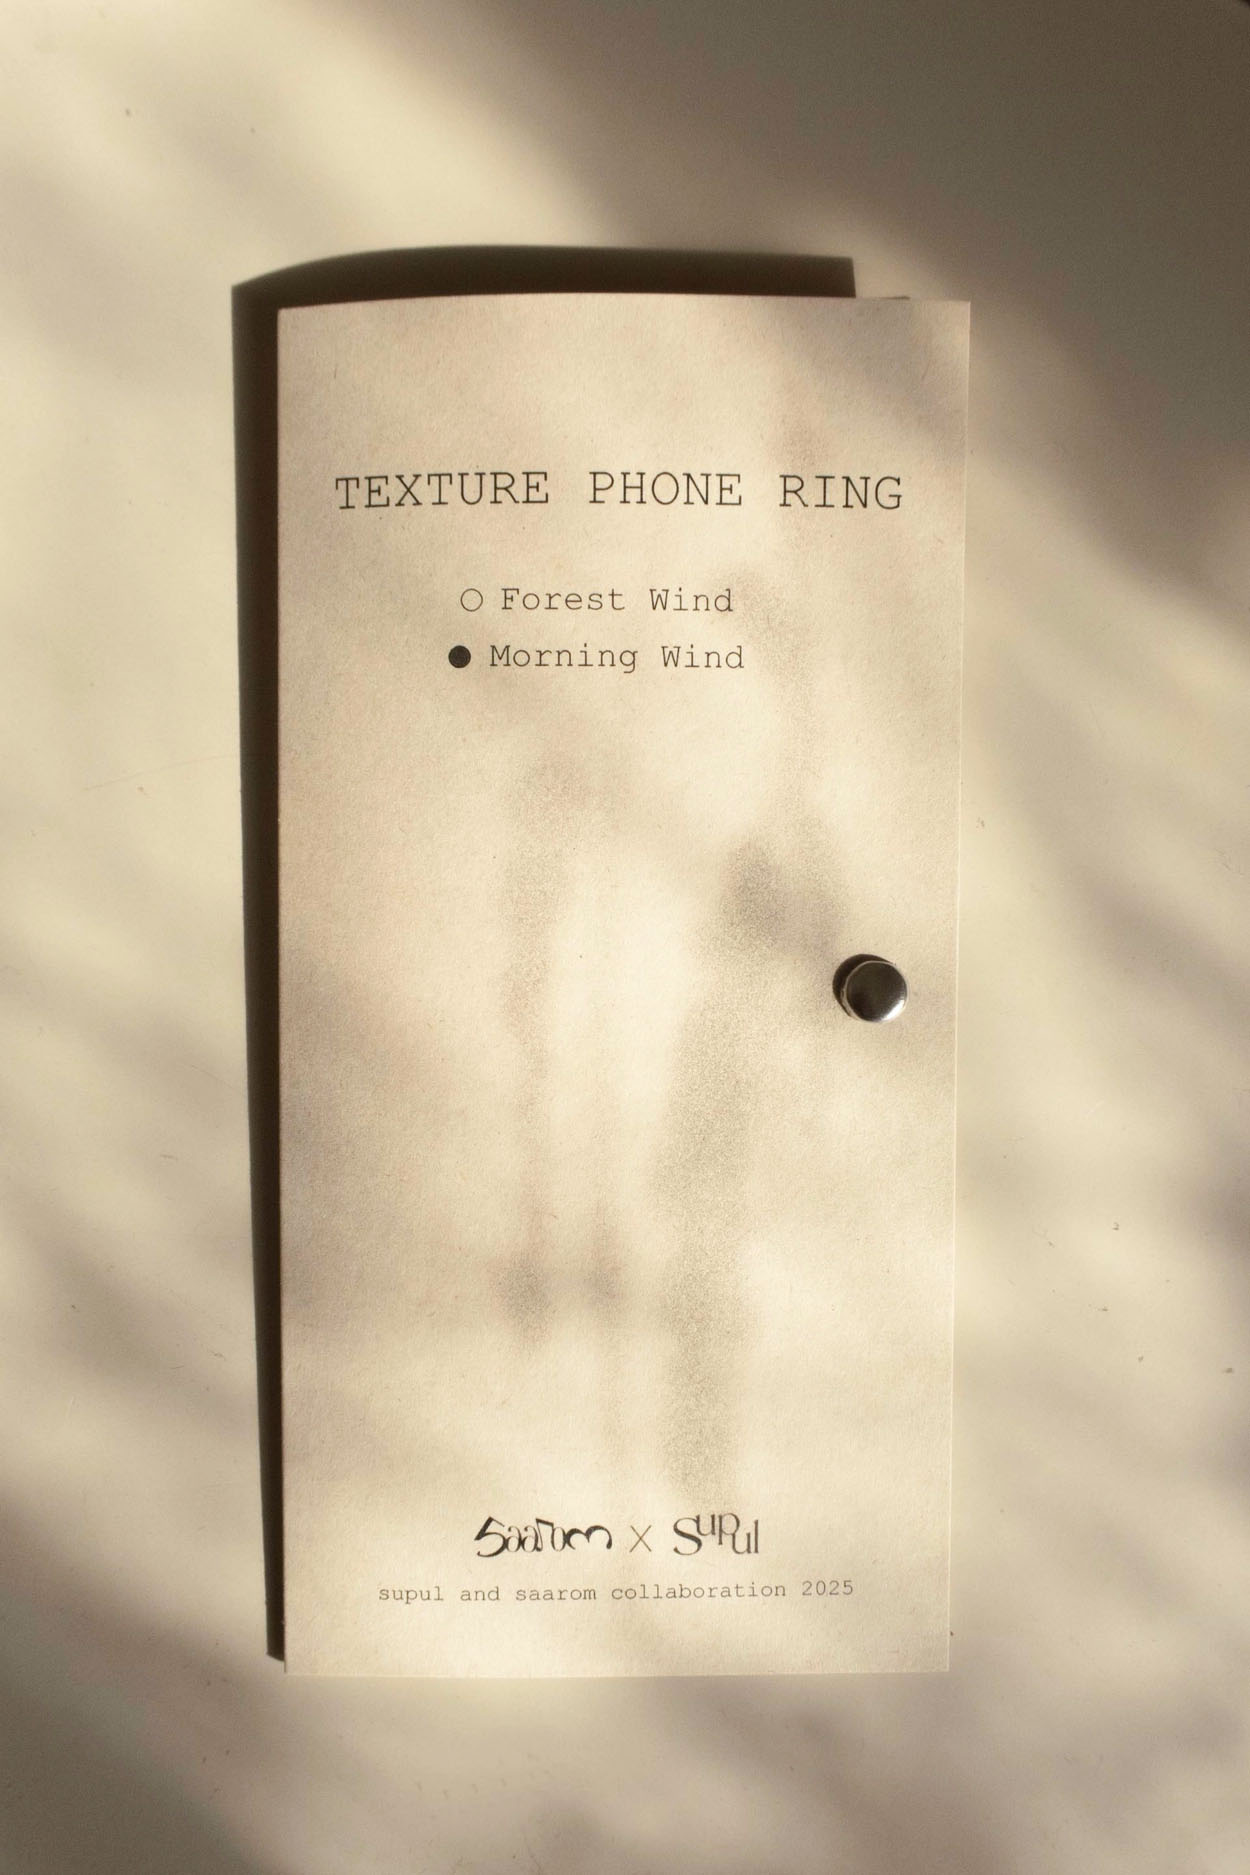 TEXTURE PHONE RING
○ Forest Wind
● Morning Wind
saarom X supul
supul and saarom collaboration 2025